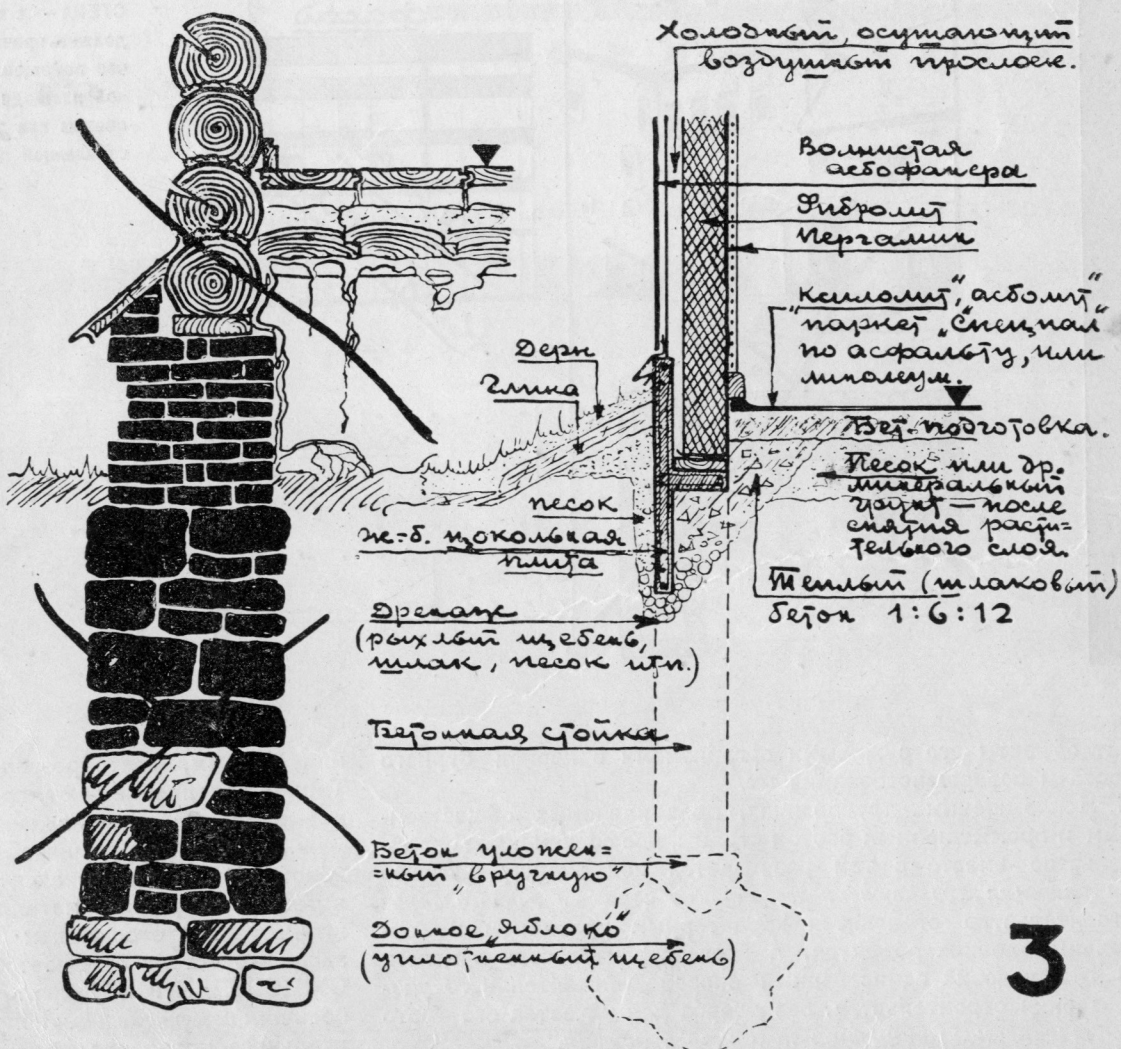 Холодный, осушающий
воздушный прослоек.
Волнистая
асбофанера
Фибролит
Пергамин
„Ксилолит“, „асболит“
паркет „Специал“
по асфальту, или
линолеум.
Дерн
Глина
Бет. подготовка.
Песок или др.
минеральный
грунт — после
снятия расти=
тельного слоя.
песок
ж.-б. цокольная
плита
Теплый (шлаковый)
бетон 1:6:12
Дренаж
(рыхлый щебень,
шлак, песок итп.)
Бетонная стойка
Бетон уложен=
=ный „вручную“
Донное „яблоко“
(уплотненный щебень)
3